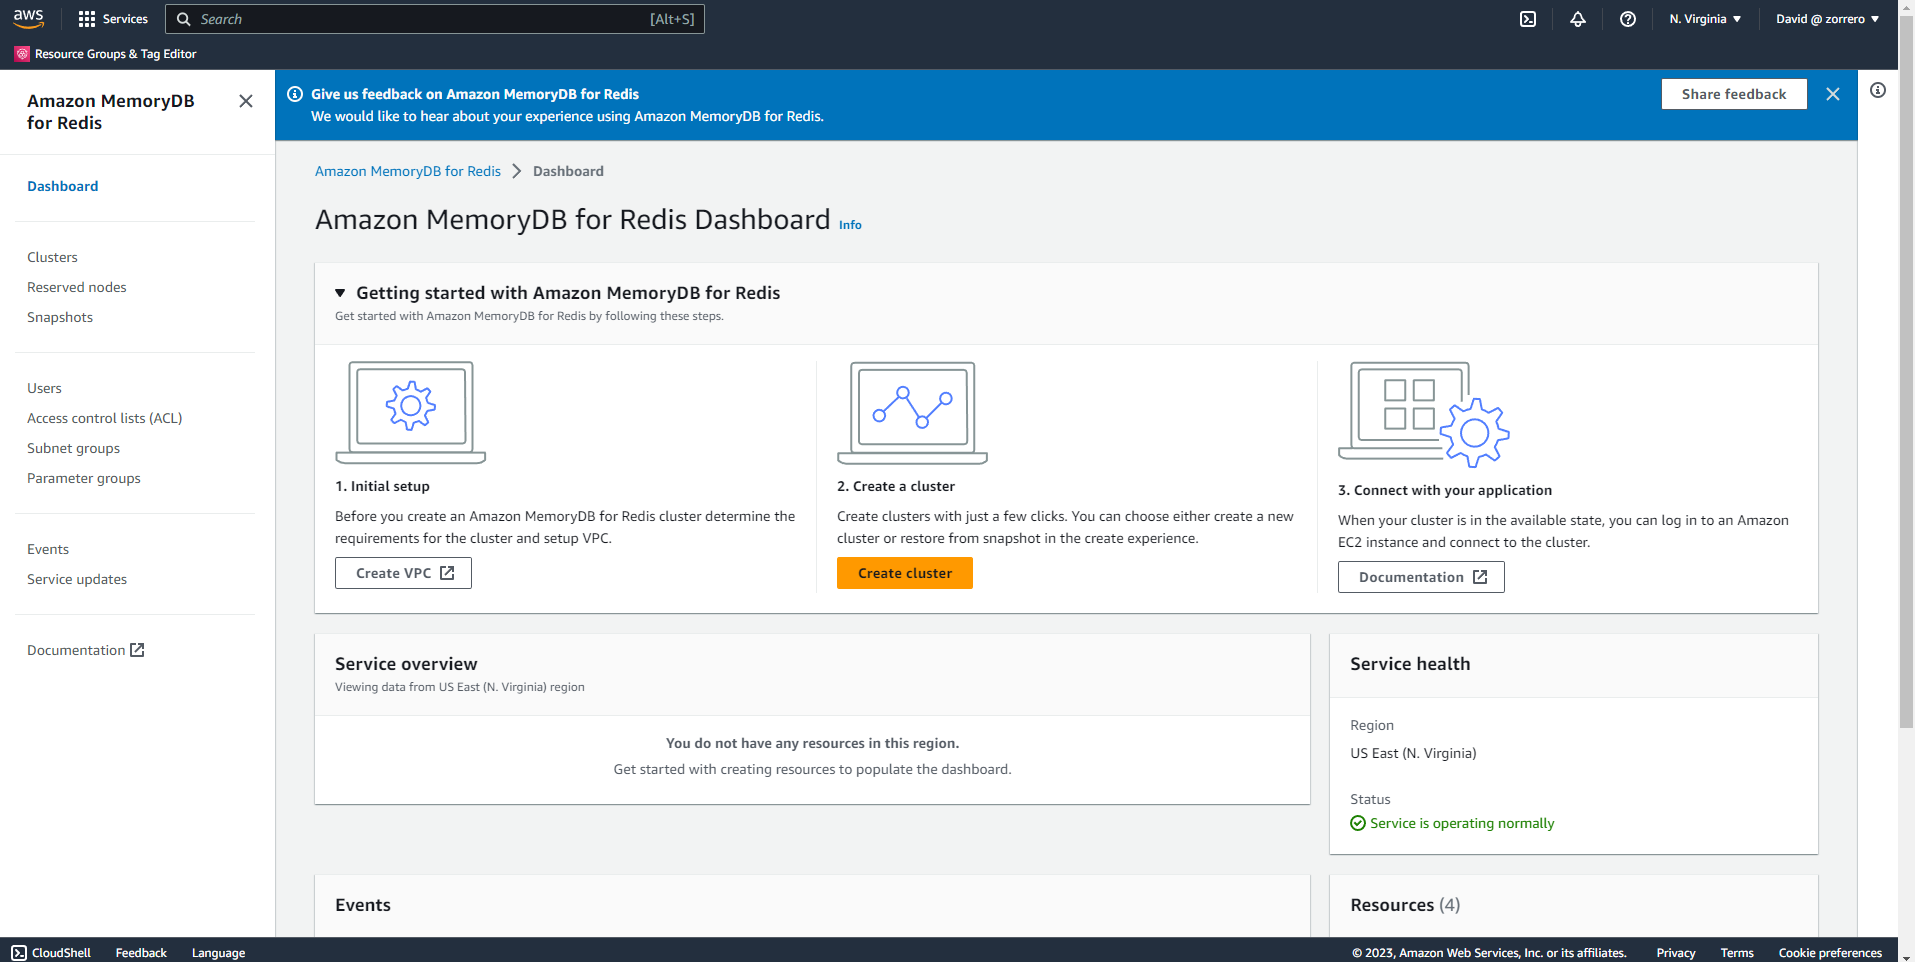 aws
Services
Search
[Alt+S]
N. Virginia
David @ zorrero
Resource Groups & Tag Editor
Amazon MemoryDB
for Redis
Dashboard
Clusters
Reserved nodes
Snapshots
Users
Access control lists (ACL)
Subnet groups
Parameter groups
Events
Service updates
Documentation
Give us feedback on Amazon MemoryDB for Redis
We would like to hear about your experience using Amazon MemoryDB for Redis.
Share feedback
Amazon MemoryDB for Redis
Dashboard
Amazon MemoryDB for Redis Dashboard Info
Getting started with Amazon MemoryDB for Redis
Get started with Amazon MemoryDB for Redis by following these steps.
1. Initial setup
Before you create an Amazon MemoryDB for Redis cluster determine the
requirements for the cluster and setup VPC.
Create VPC
2. Create a cluster
Create clusters with just a few clicks. You can choose either create a new
cluster or restore from snapshot in the create experience.
Create cluster
3. Connect with your application
When your cluster is in the available state, you can log in to an Amazon
EC2 instance and connect to the cluster.
Documentation
Service overview
Viewing data from US East (N. Virginia) region
You do not have any resources in this region.
Get started with creating resources to populate the dashboard.
Service health
Region
US East (N. Virginia)
Status
Service is operating normally
Events
Resources (4)
CloudShell
Feedback
Language
© 2023, Amazon Web Services, Inc. or its affiliates.
Privacy
Terms
Cookie preferences